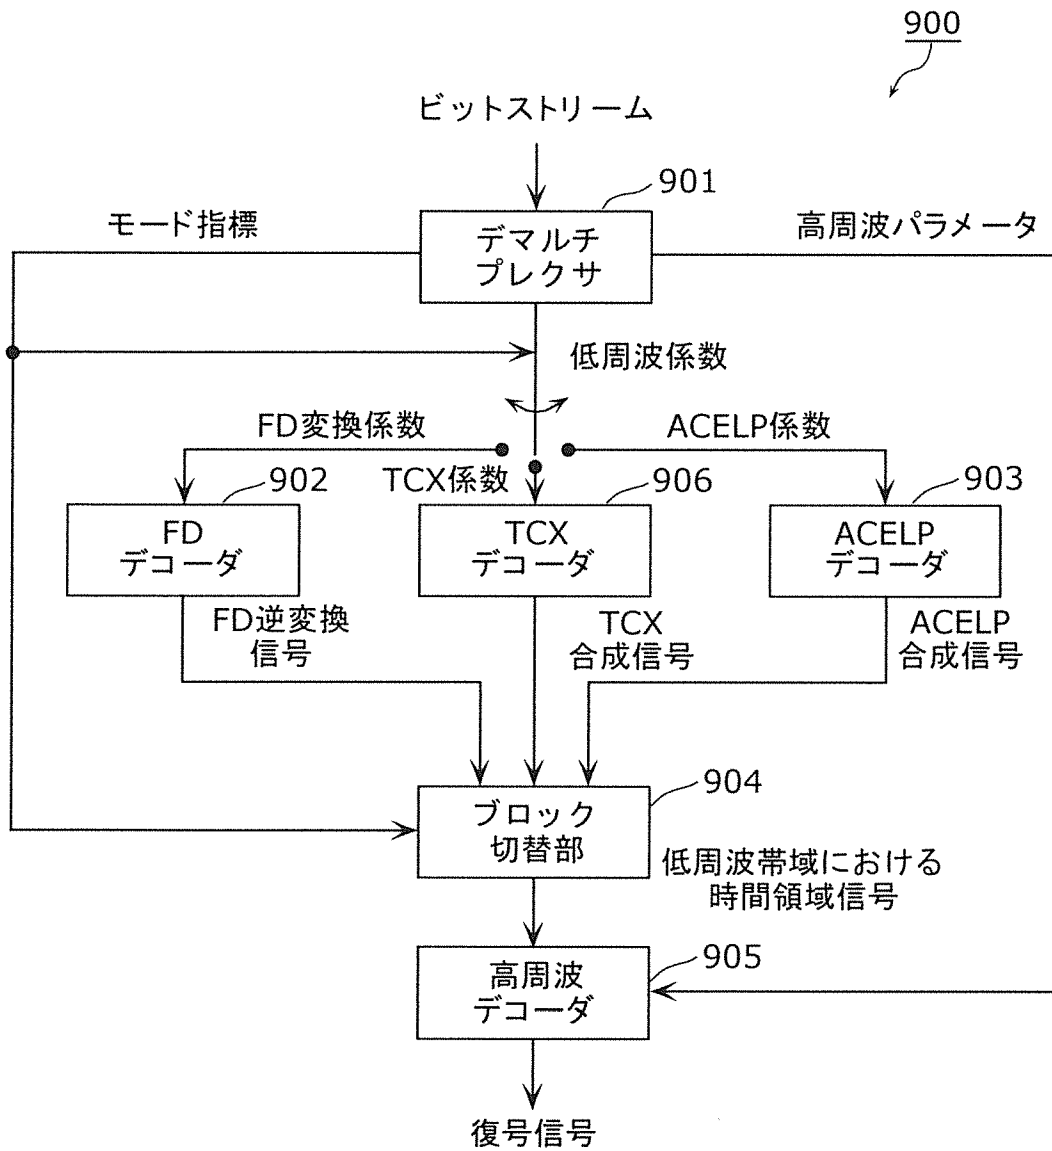 900
ビットストリーム
901
モード指標
デマルチ
プレクサ
高周波パラメータ
低周波係数
FD変換係数
ACELP係数
902
TCX係数
906
903
FD
デコーダ
TCX
デコーダ
ACELP
デコーダ
FD逆変換
信号
TCX
合成信号
ACELP
合成信号
904
ブロック
切替部
低周波帯域における
時間領域信号
905
高周波
デコーダ
復号信号